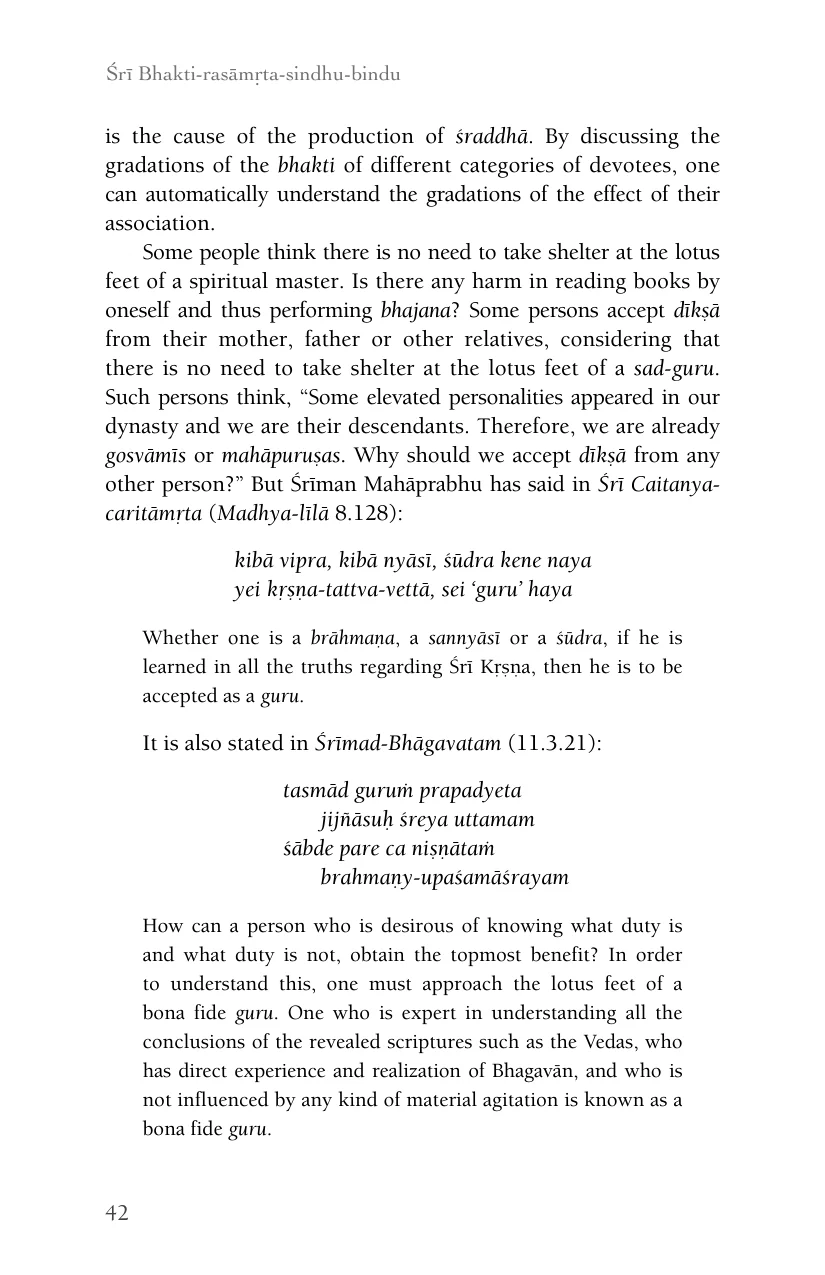 Śrī Bhakti-rasāmṛta-sindhu-bindu
is the cause of the production of śraddhā. By discussing the
gradations of the bhakti of different categories of devotees, one
can automatically understand the gradations of the effect of their
association.
Some people think there is no need to take shelter at the lotus
feet of a spiritual master. Is there any harm in reading books by
oneself and thus performing bhajana? Some persons accept dīkṣā
from their mother, father or other relatives, considering that
there is no need to take shelter at the lotus feet of a sad-guru.
Such persons think, “Some elevated personalities appeared in our
dynasty and we are their descendants. Therefore, we are already
gosvāmīs or mahāpuruṣas. Why should we accept dīkṣā from any
other person?” But Śrīman Mahāprabhu has said in Śrī Caitanya-
caritāmṛta (Madhya-līlā 8.128):
kibā vipra, kibā nyāsī, śūdra kene naya
yei kṛṣṇa-tattva-vettā, sei ‘guru’ haya
Whether one is a brāhmaṇa, a sannyāsī or a śūdra, if he is
learned in all the truths regarding Śrī Kṛṣṇa, then he is to be
accepted as a guru.
It is also stated in Śrīmad-Bhāgavatam (11.3.21):
tasmād guruṁ prapadyeta
jijñāsuḥ śreya uttamam
śābde pare ca niṣṇātaṁ
brahmaṇy-upaśamāśrayam
How can a person who is desirous of knowing what duty is
and what duty is not, obtain the topmost benefit? In order
to understand this, one must approach the lotus feet of a
bona fide guru. One who is expert in understanding all the
conclusions of the revealed scriptures such as the Vedas, who
has direct experience and realization of Bhagavān, and who is
not influenced by any kind of material agitation is known as a
bona fide guru.
42